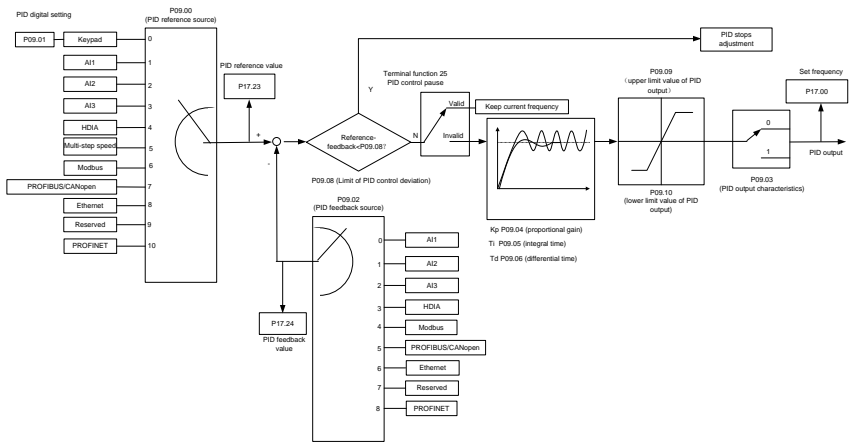 PID digital setting
P09.00
(PID reference source)
P09.01
Keypad
0
AI1
1
AI2
2
AI3
3
HDIA
4
Multi-step speed
5
Modbus
6
PROFIBUS/CANopen
7
Ethernet
8
Reserved
9
PROFINET
10
PID reference value
P17.23
+
-
Reference-
feedback<P09.08?
Y
N
P09.08 (Limit of PID control deviation)
PID stops
adjustment
Terminal function 25
PID control pause
Valid
Invalid
Keep current frequency
Kp P09.04 (proportional gain)
Ti P09.05 (integral time)
Td P09.06 (differential time)
P09.09
(upper limit value of PID
output)
P09.10
(lower limit value of PID
output)
0
1
P09.03
(PID output characteristics)
Set frequency
P17.00
PID output
P09.02
(PID feedback source)
0
AI1
1
AI2
2
AI3
3
HDIA
4
Modbus
5
PROFIBUS/CANopen
6
Ethernet
7
Reserved
8
PROFINET
P17.24
PID feedback
value